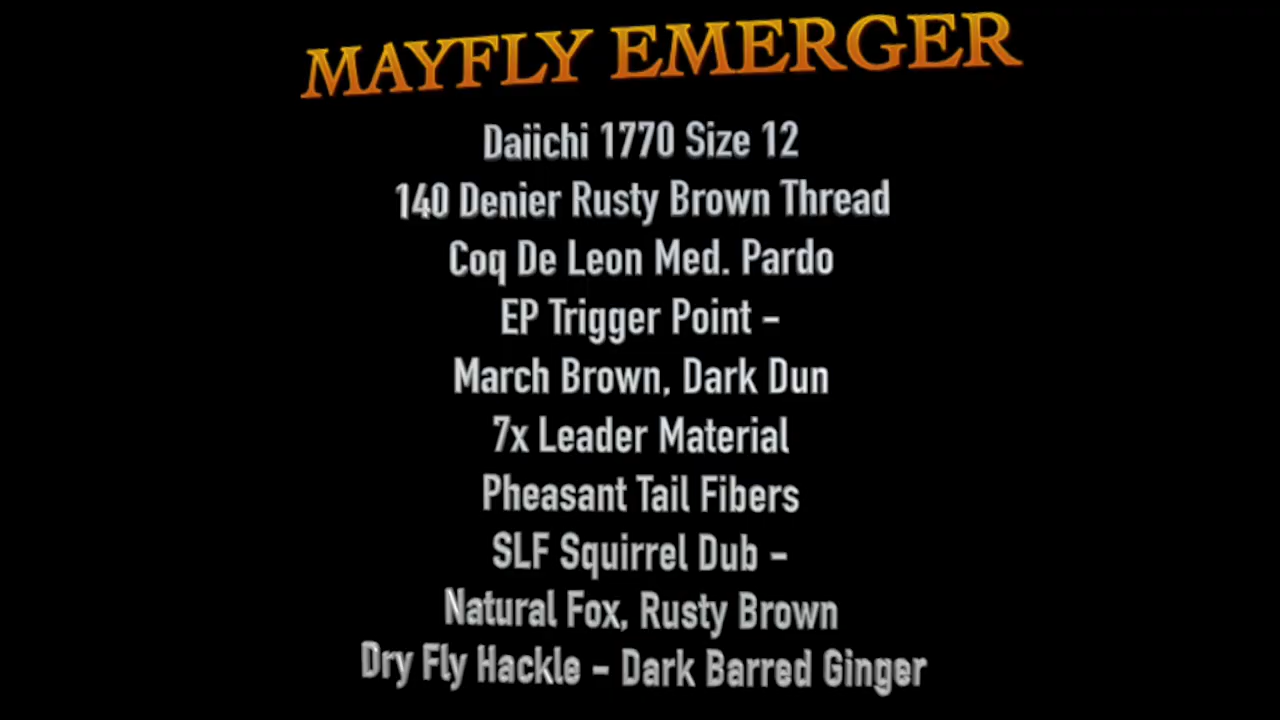 MAYFLY EMERGER
Daiichi 1770 Size 12
140 Denier Rusty Brown Thread
Coq De Leon Med. Pardo
EP Trigger Point -
March Brown, Dark Dun
7x Leader Material
Pheasant Tail Fibers
SLF Squirrel Dub -
Natural Fox, Rusty Brown
Dry Fly Hackle - Dark Barred Ginger